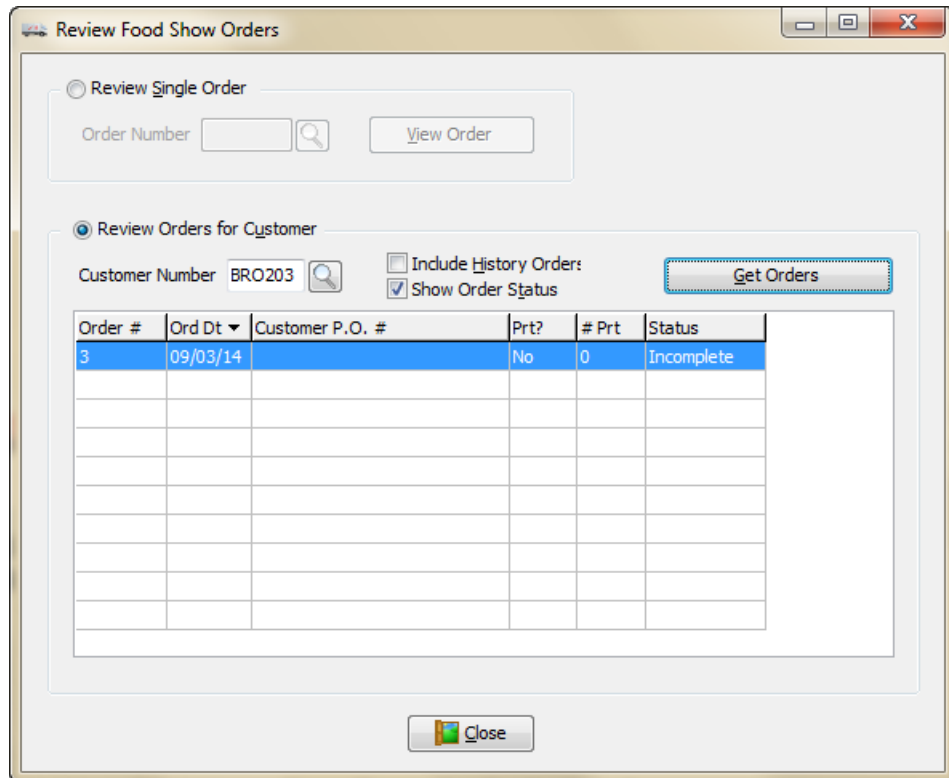 Review Food Show Orders
Review Single Order
Order Number View Order
Review Orders for Customer
Customer Number BRO203 Include History Orders Get Orders
Show Order Status
Order # Ord Dt Customer P.O. # Prt? # Prt Status
3 09/03/14 No 0 Incomplete
Close